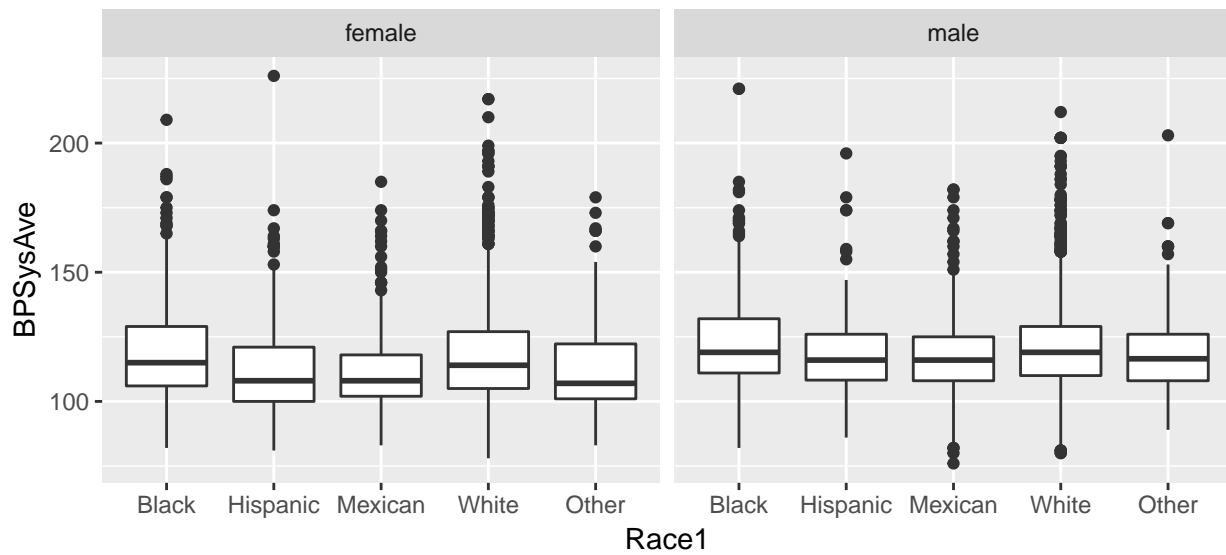 female male
200
150
100
BPSysAve
Black Hispanic Mexican White Other Black Hispanic Mexican White Other
Race1